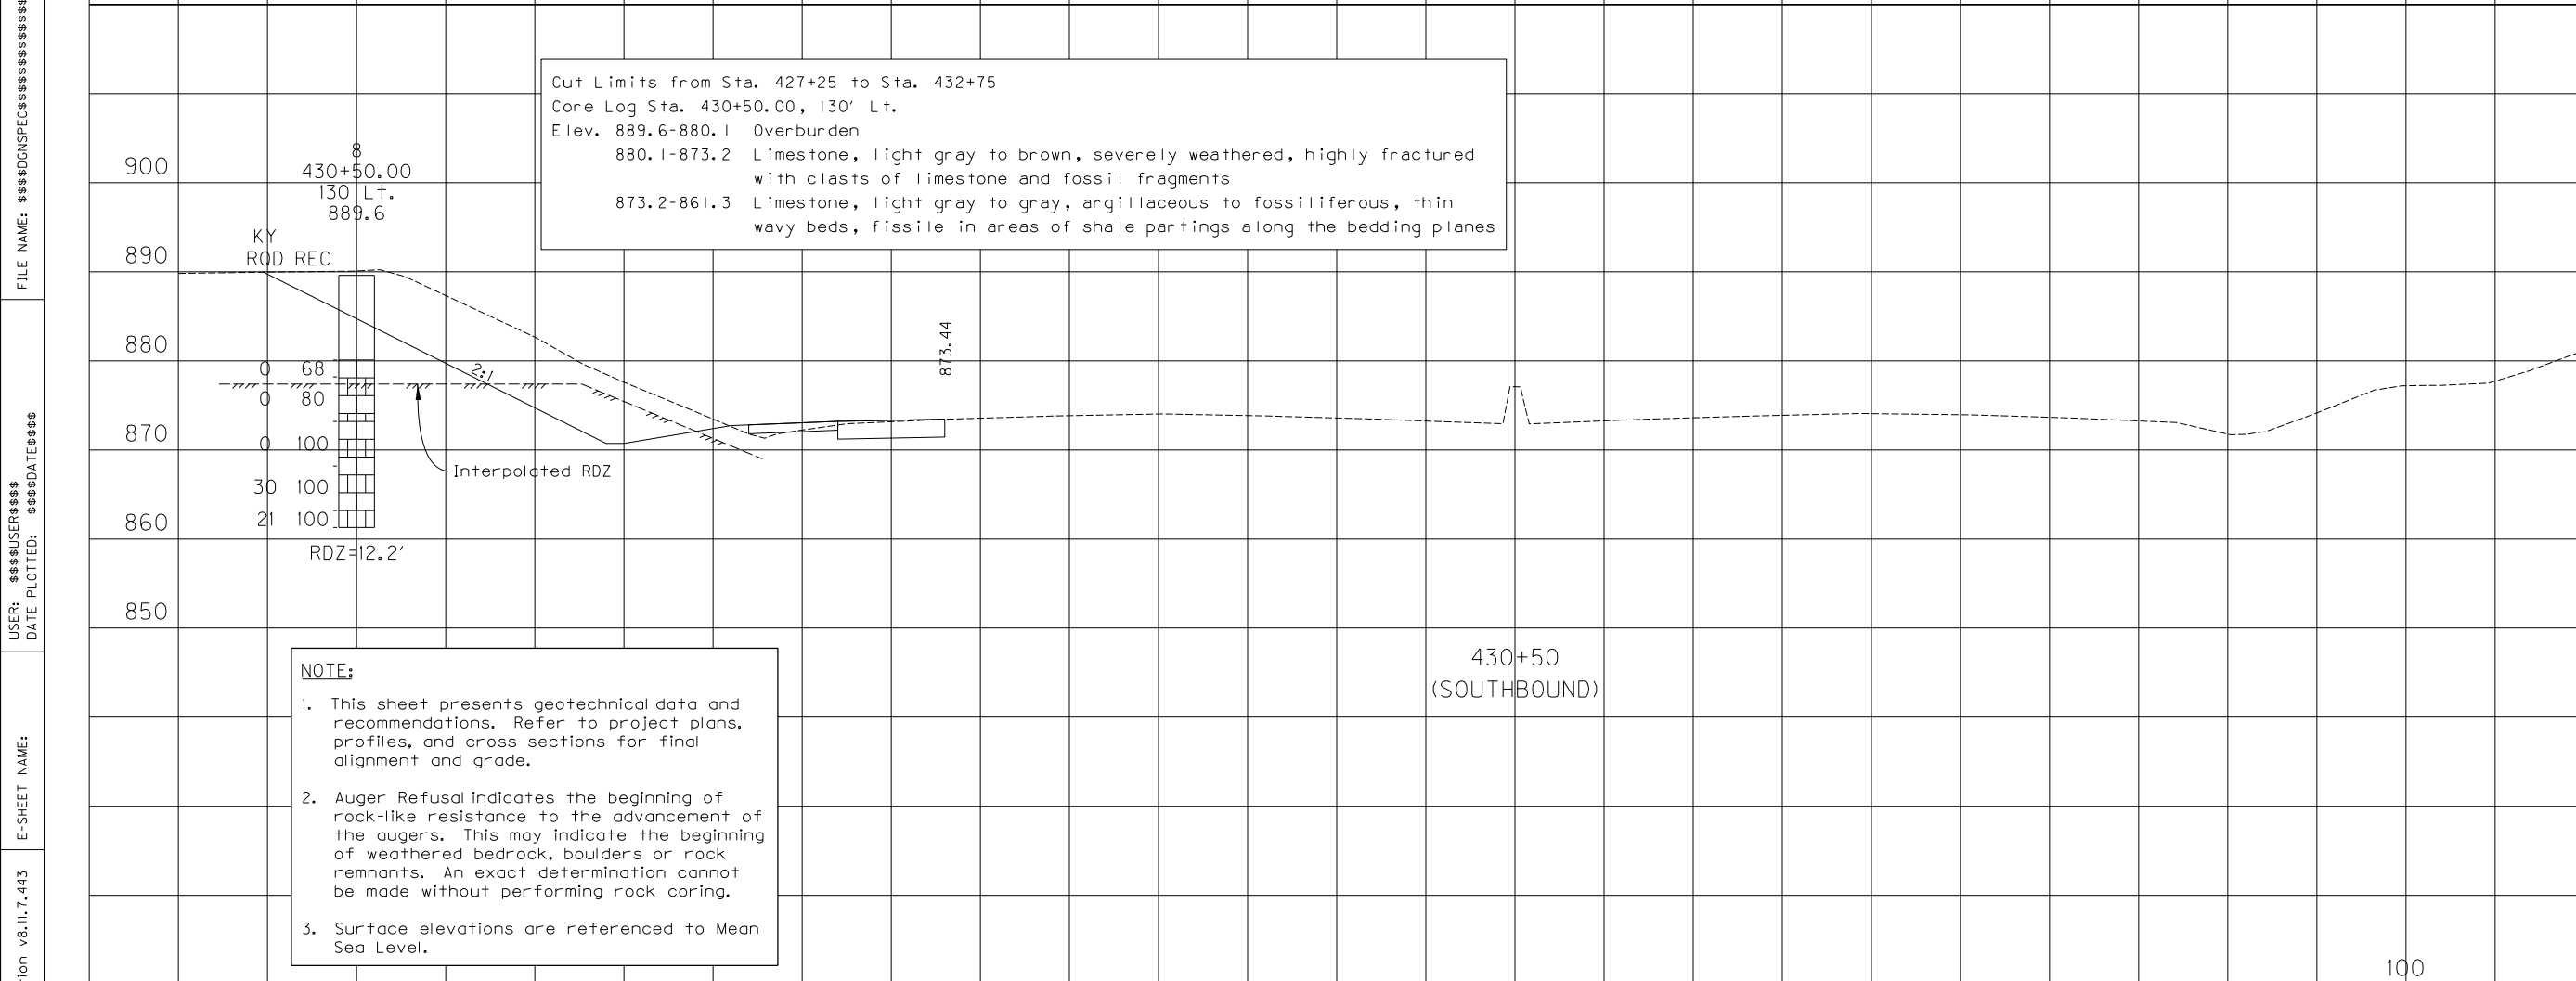 Cut Limits from Sta. 427+25 to Sta. 432+75
Core Log Sta. 430+50.00, 130' Lt.
Elev. 889.6-880.1 Overburden
880.1-873.2 Limestone, light gray to brown, severely weathered, highly fractured
with clasts of limestone and fossil fragments
873.2-861.3 Limestone, light gray to gray, argillaceous to fossiliferous, thin
wavy beds, fissile in areas of shale partings along the bedding planes
8
430+50.00
130 Lt.
889.6
KY
RQD REC
900
890
880
870
860
850
0 68
0 80
0 100
30 100
21 100
RDZ=12.2'
2:1
Interpolated RDZ
873.44
430+50
(SOUTHBOUND)
100
NOTE:
1. This sheet presents geotechnical data and
recommendations. Refer to project plans,
profiles, and cross sections for final
alignment and grade.
2. Auger Refusal indicates the beginning of
rock-like resistance to the advancement of
the augers. This may indicate the beginning
of weathered bedrock, boulders or rock
remnants. An exact determination cannot
be made without performing rock coring.
3. Surface elevations are referenced to Mean
Sea Level.
FILE NAME: $$$$DGNSPEC$$$$$$$$$$$$$$$$
USER: $$$$USER$$$$
DATE PLOTTED: $$$$DATE$$$$
E-SHEET NAME:
v8.11.7.443